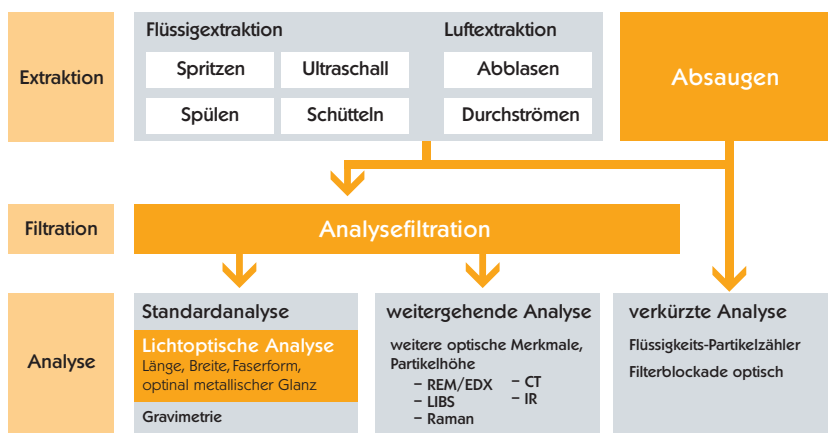 Extraktion
Flüssigextraktion
Spritzen
Ultraschall
Spülen
Schütteln
Luftextraktion
Abblasen
Durchströmen
Absaugen
Filtration
Analysefiltration
Analyse
Standardanalyse
Lichtoptische Analyse
Länge, Breite, Faserform,
optinal metallischer Glanz
Gravimetrie
weitergehende Analyse
weitere optische Merkmale,
Partikelhöhe
– REM/EDX
– LIBS
– Raman
– CT
– IR
verkürzte Analyse
Flüssigkeits-Partikelzähler
Filterblockade optisch